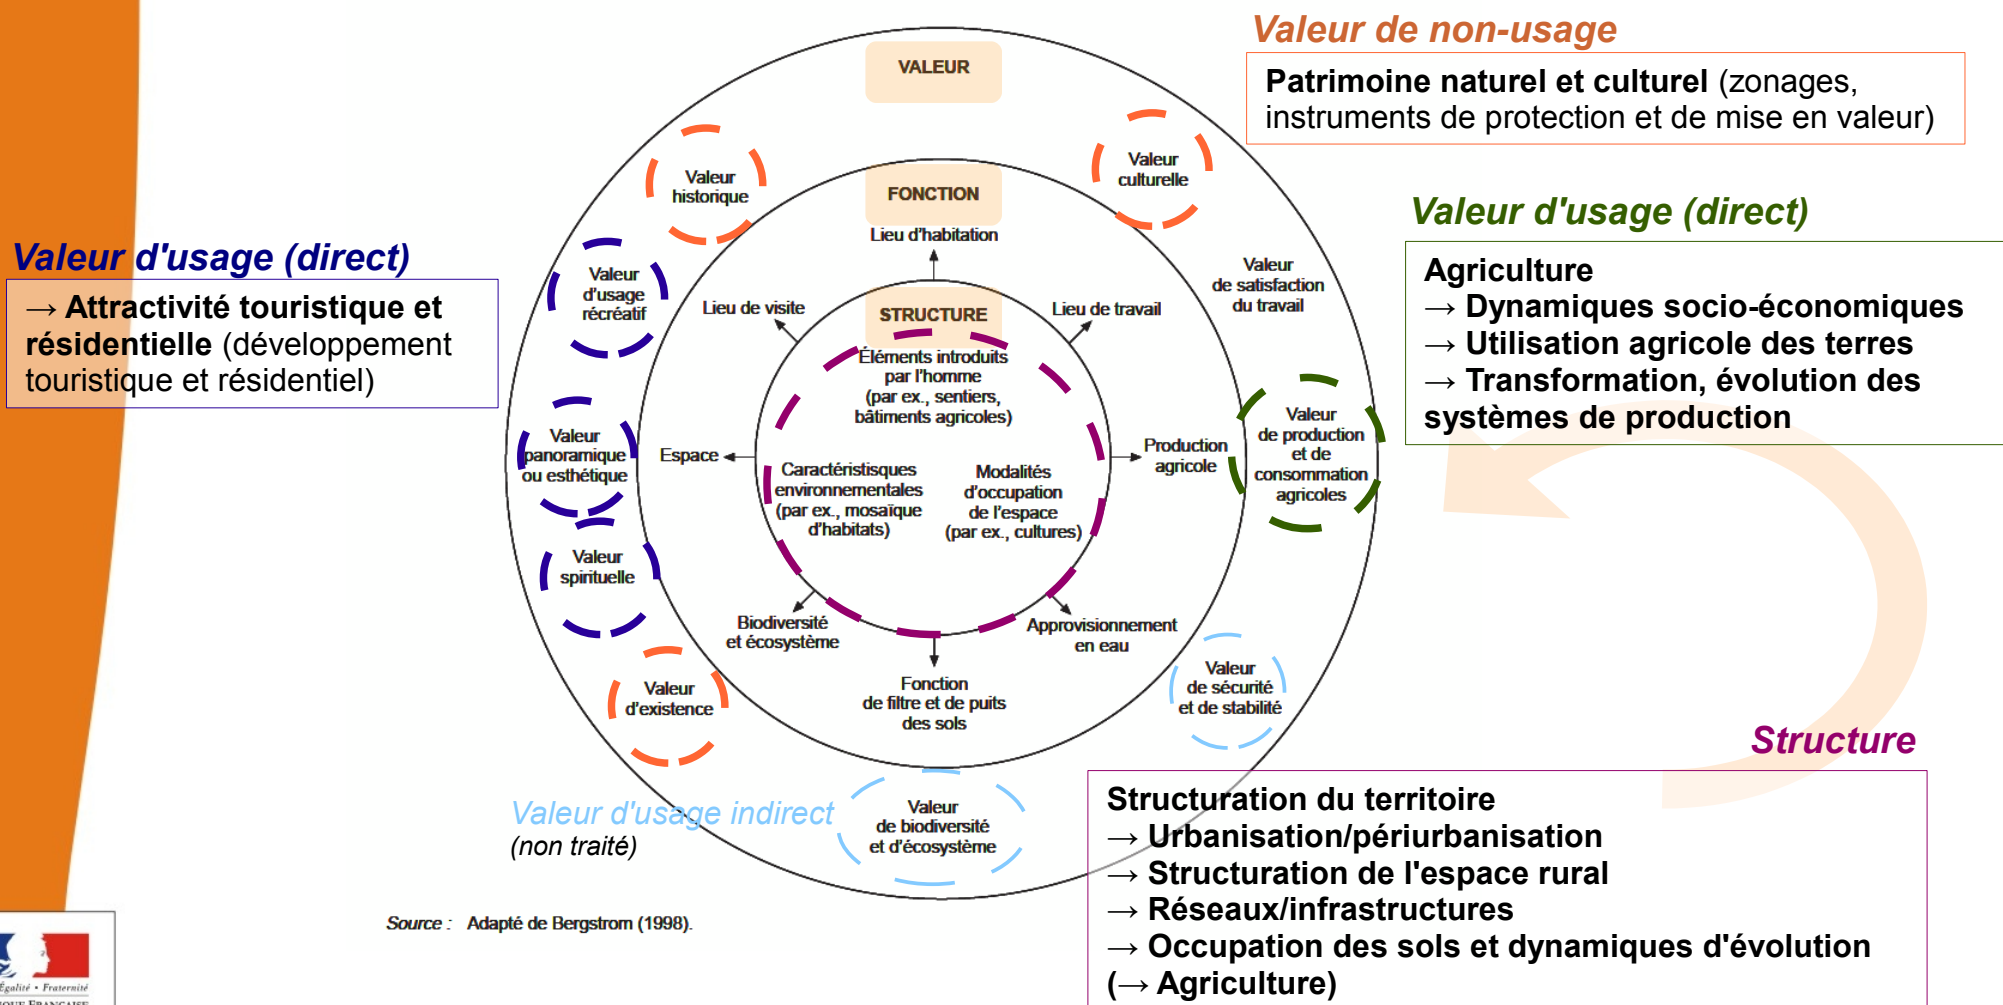 Valeur de non-usage
Patrimoine naturel et culturel (zonages,
instruments de protection et de mise en valeur)
Valeur d'usage (direct)
Agriculture
→ Dynamiques socio-économiques
→ Utilisation agricole des terres
→ Transformation, évolution des
systèmes de production
Valeur d'usage (direct)
→ Attractivité touristique et
résidentielle (développement
touristique et résidentiel)
VALEUR
Valeur
historique
Valeur
culturelle
Valeur
d'usage
récréatif
Valeur
de satisfaction
du travail
Valeur
panoramique
ou esthétique
Valeur
de production
et de
consommation
agricoles
Valeur
spirituelle
Valeur
d'existence
Valeur
de sécurité
et de stabilité
Valeur
de biodiversité
et d'écosystème
FONCTION
Lieu d'habitation
Lieu de visite
Lieu de travail
Espace
Production
agricole
Biodiversité
et écosystème
Approvisionnement
en eau
Fonction
de filtre et de puits
des sols
STRUCTURE
Éléments introduits
par l'homme
(par ex., sentiers,
bâtiments agricoles)
Caractéristisques
environnementales
(par ex., mosaïque
d'habitats)
Modalités
d'occupation
de l'espace
(par ex., cultures)
Valeur d'usage indirect
(non traité)
Structure
Structuration du territoire
→ Urbanisation/périurbanisation
→ Structuration de l'espace rural
→ Réseaux/infrastructures
→ Occupation des sols et dynamiques d'évolution
(→ Agriculture)
Source : Adapté de Bergstrom (1998).
Égalité • Fraternité
FRANÇAISE